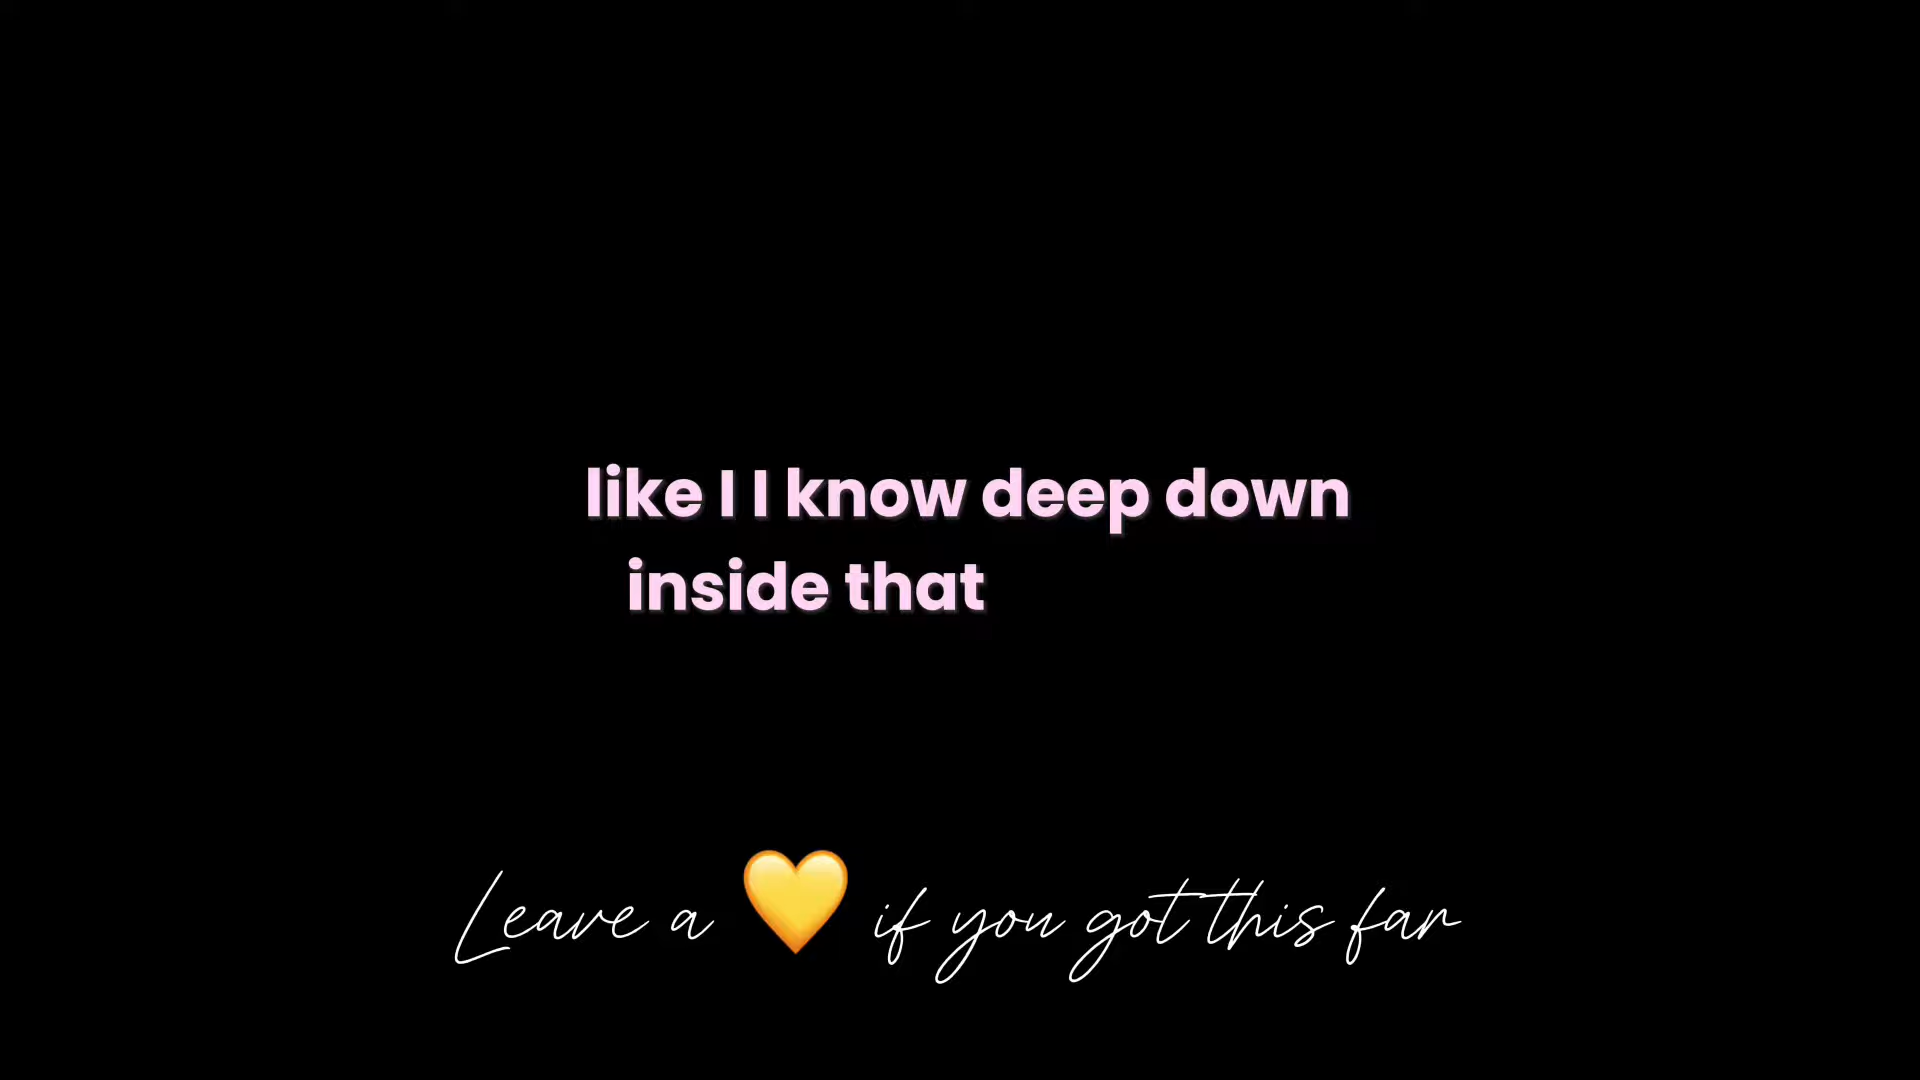 like I I know deep down
inside that
Leave a 💛 if you got this far